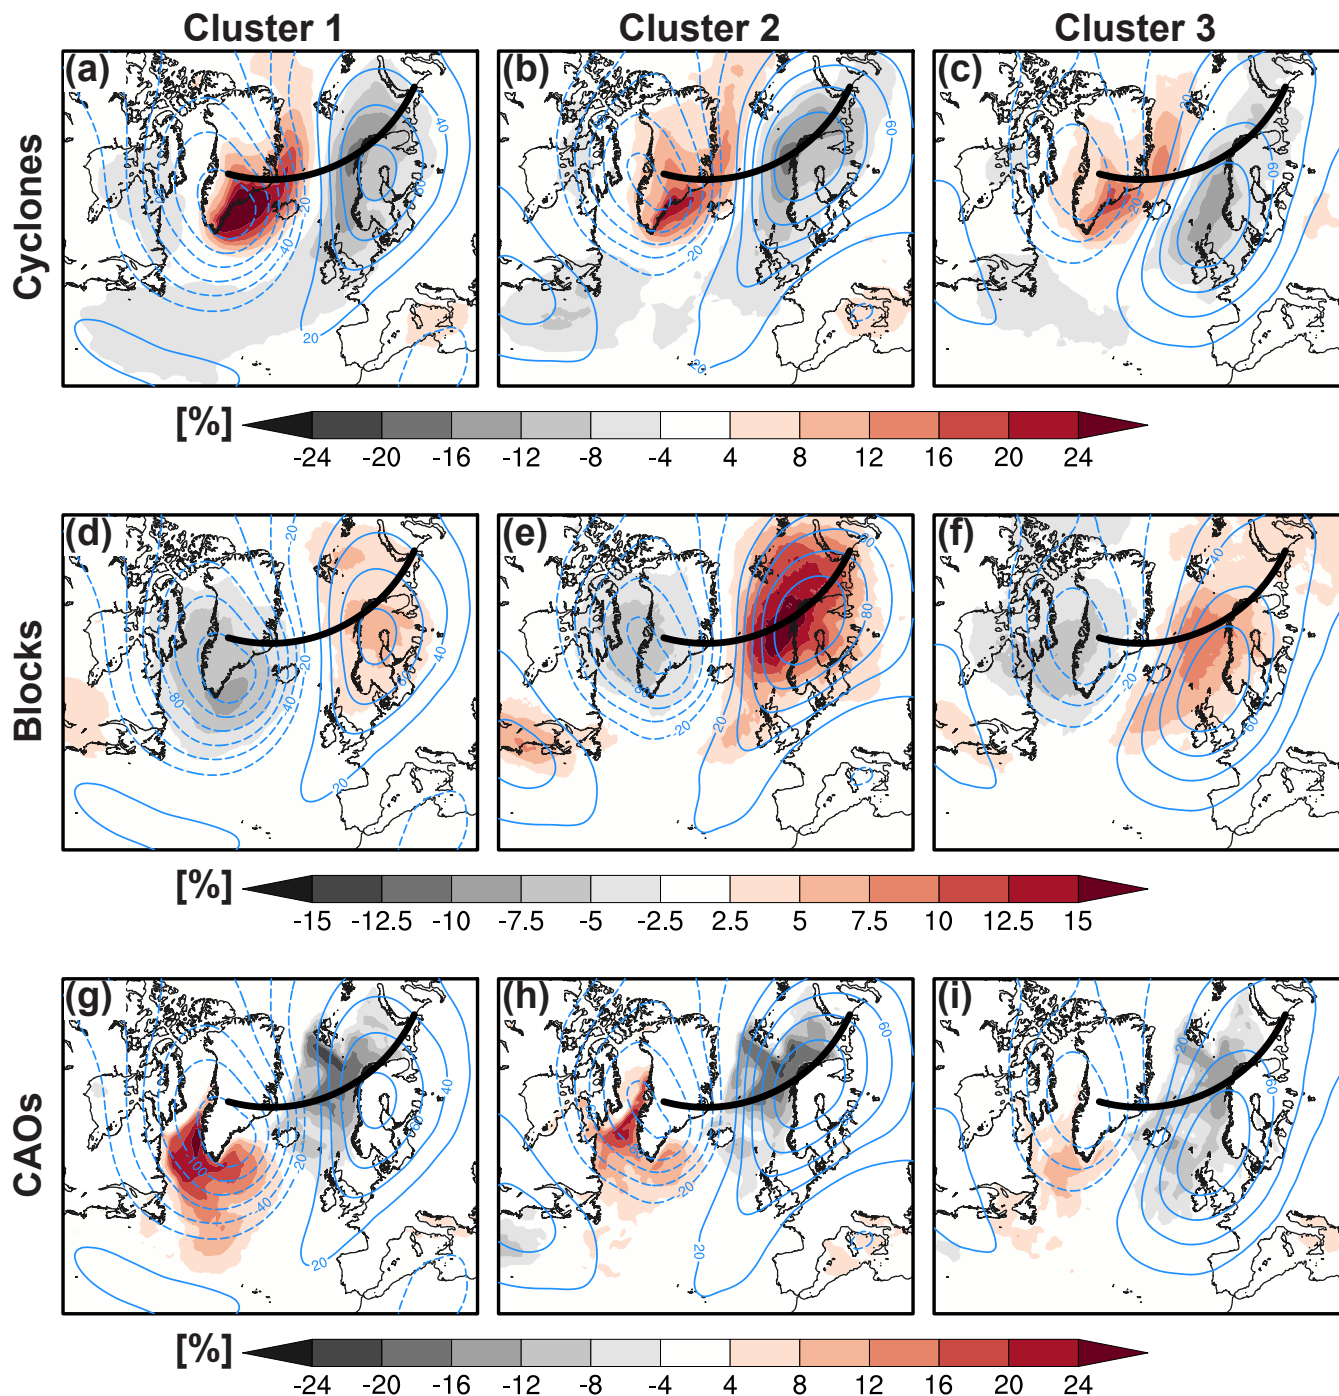 Cluster 1 Cluster 2 Cluster 3
Cyclones
(a) (b) (c)
[%]
-24 -20 -16 -12 -8 -4 4 8 12 16 20 24
Blocks
(d) (e) (f)
[%]
-15 -12.5 -10 -7.5 -5 -2.5 2.5 5 7.5 10 12.5 15
CAOs
(g) (h) (i)
[%]
-24 -20 -16 -12 -8 -4 4 8 12 16 20 24